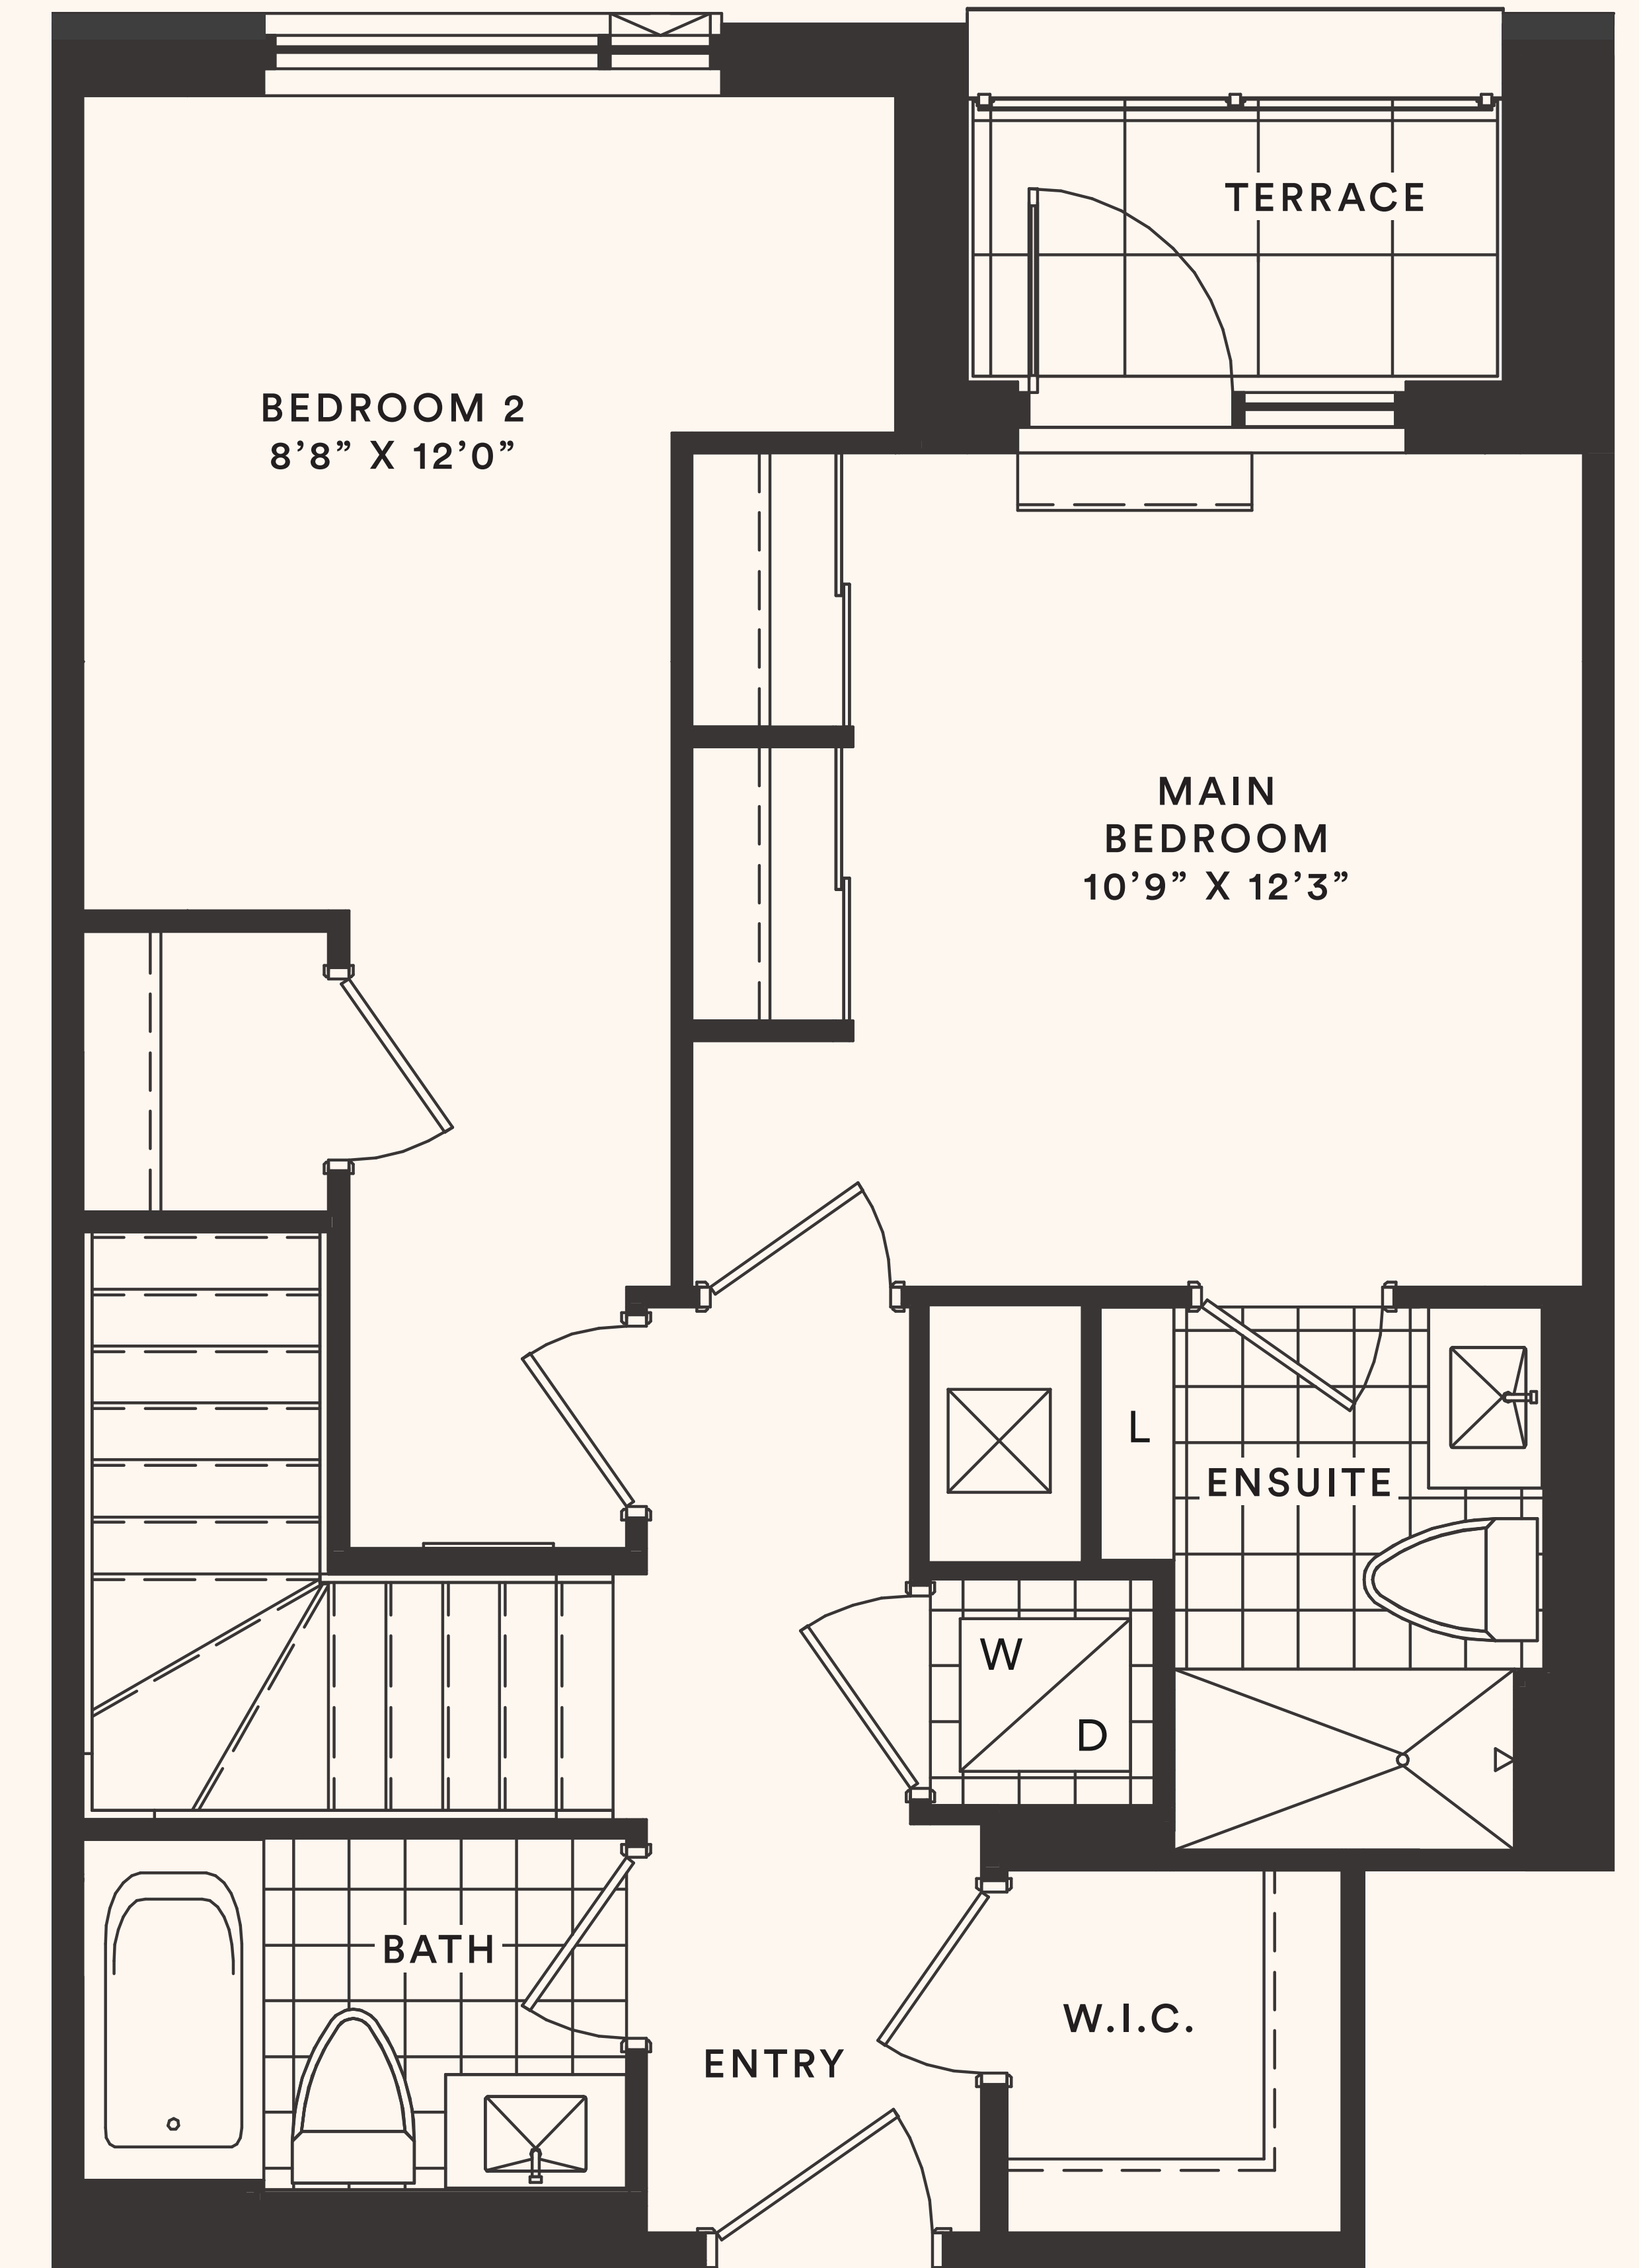 TERRACE
BEDROOM 2
8’8” X 12’0”
MAIN
BEDROOM
10’9” X 12’3”
L
ENSUITE
W
D
BATH
W.I.C.
ENTRY